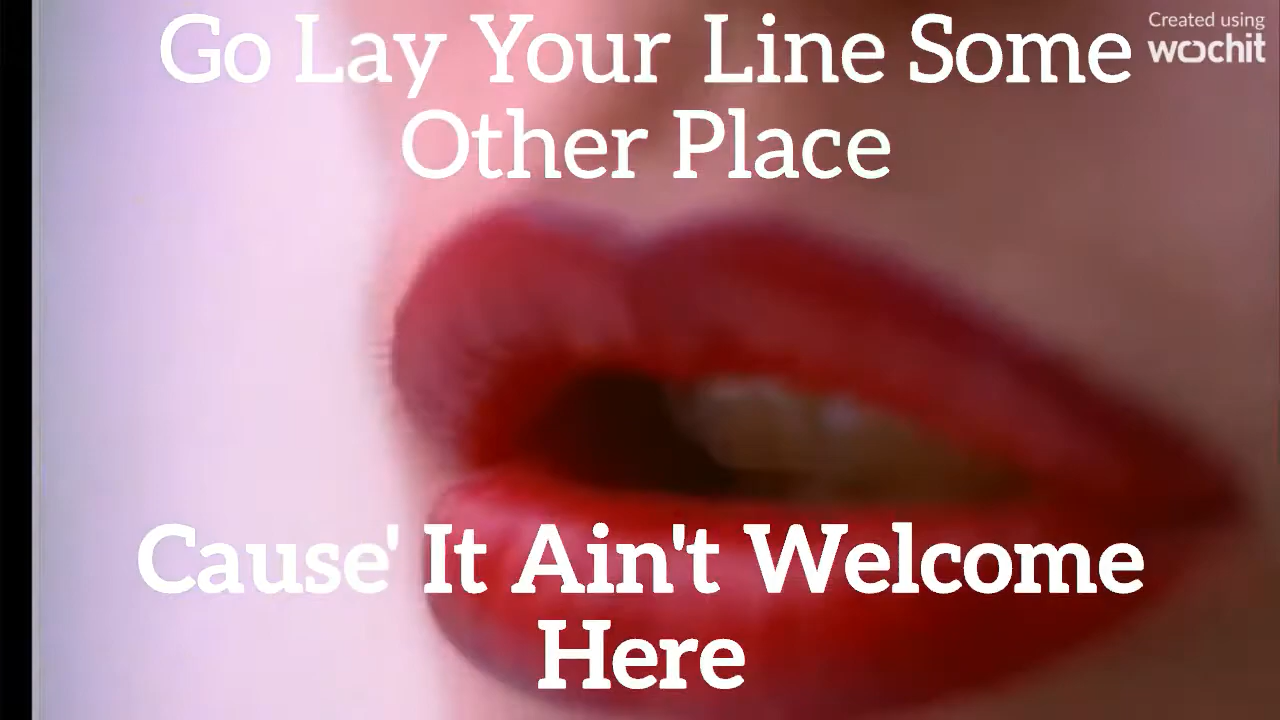 Created using
wochit
Go Lay Your Line Some
Other Place
Cause' It Ain't Welcome
Here